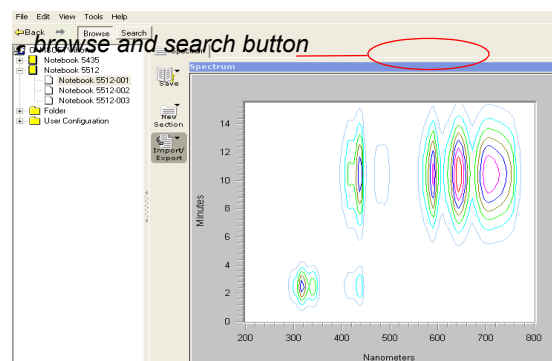 File Edit View Tools Help
Back Browse Search
Browse and search button
Notebook 5435
Notebook 5512
Notebook 5512-001
Notebook 5512-002
Notebook 5512-003
Folder
User Configuration
Save
New
Section
Import/
Export
Spectrum
14
12
10
8
6
4
2
0
Minutes
200 300 400 500 600 700 800
Nanometers